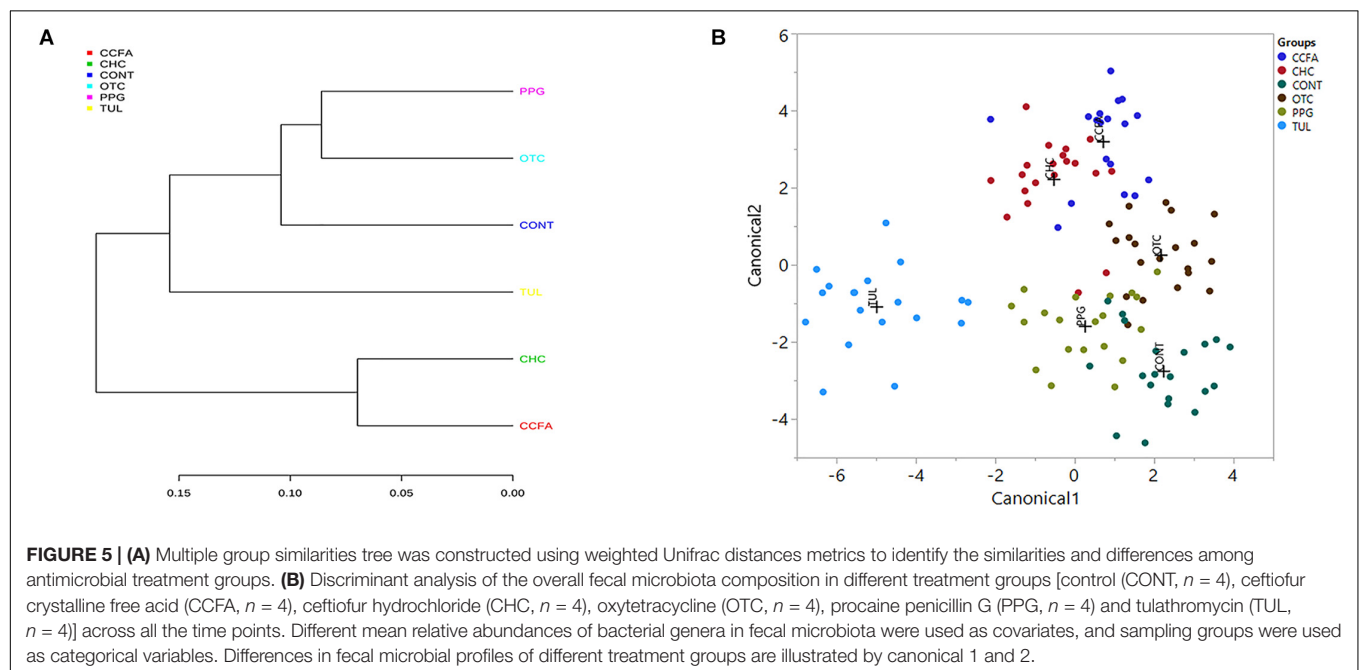 A
CCFA
CHC
CONT
OTC
PPG
TUL
PPG
OTC
CONT
TUL
CHC
CCFA
0.15 0.10 0.05 0.00
B
Groups
CCFA
CHC
CONT
OTC
PPG
TUL
6
4
2
0
-2
-4
Canonical2
CHC
OTC
TUL
PPG
CONT
-6 -4 -2 0 2 4
Canonical1
FIGURE 5 | (A) Multiple group similarities tree was constructed using weighted Unifrac distances metrics to identify the similarities and differences among
antimicrobial treatment groups. (B) Discriminant analysis of the overall fecal microbiota composition in different treatment groups [control (CONT, n = 4), ceftiofur
crystalline free acid (CCFA, n = 4), ceftiofur hydrochloride (CHC, n = 4), oxytetracycline (OTC, n = 4), procaine penicillin G (PPG, n = 4) and tulathromycin (TUL,
n = 4)] across all the time points. Different mean relative abundances of bacterial genera in fecal microbiota were used as covariates, and sampling groups were used
as categorical variables. Differences in fecal microbial profiles of different treatment groups are illustrated by canonical 1 and 2.